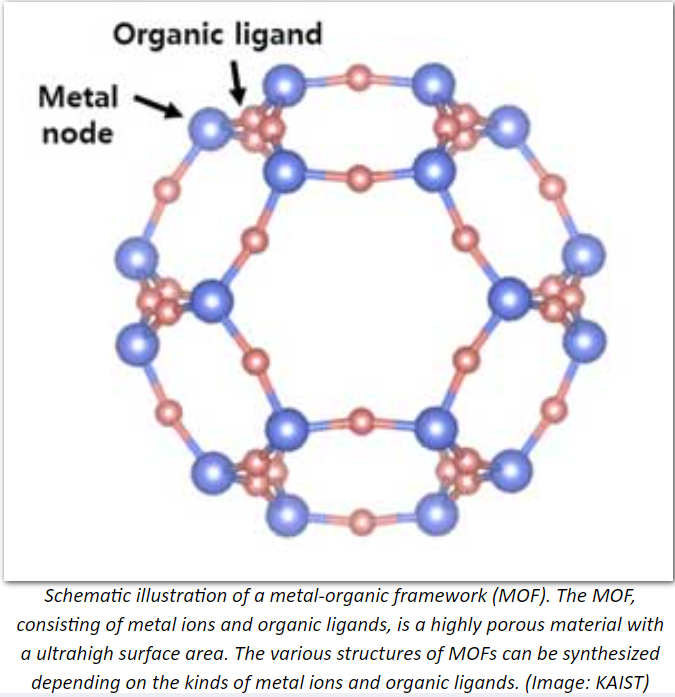 Organic ligand
Metal
node
Schematic illustration of a metal-organic framework (MOF). The MOF,
consisting of metal ions and organic ligands, is a highly porous material with
a ultrahigh surface area. The various structures of MOFs can be synthesized
depending on the kinds of metal ions and organic ligands. (Image: KAIST)